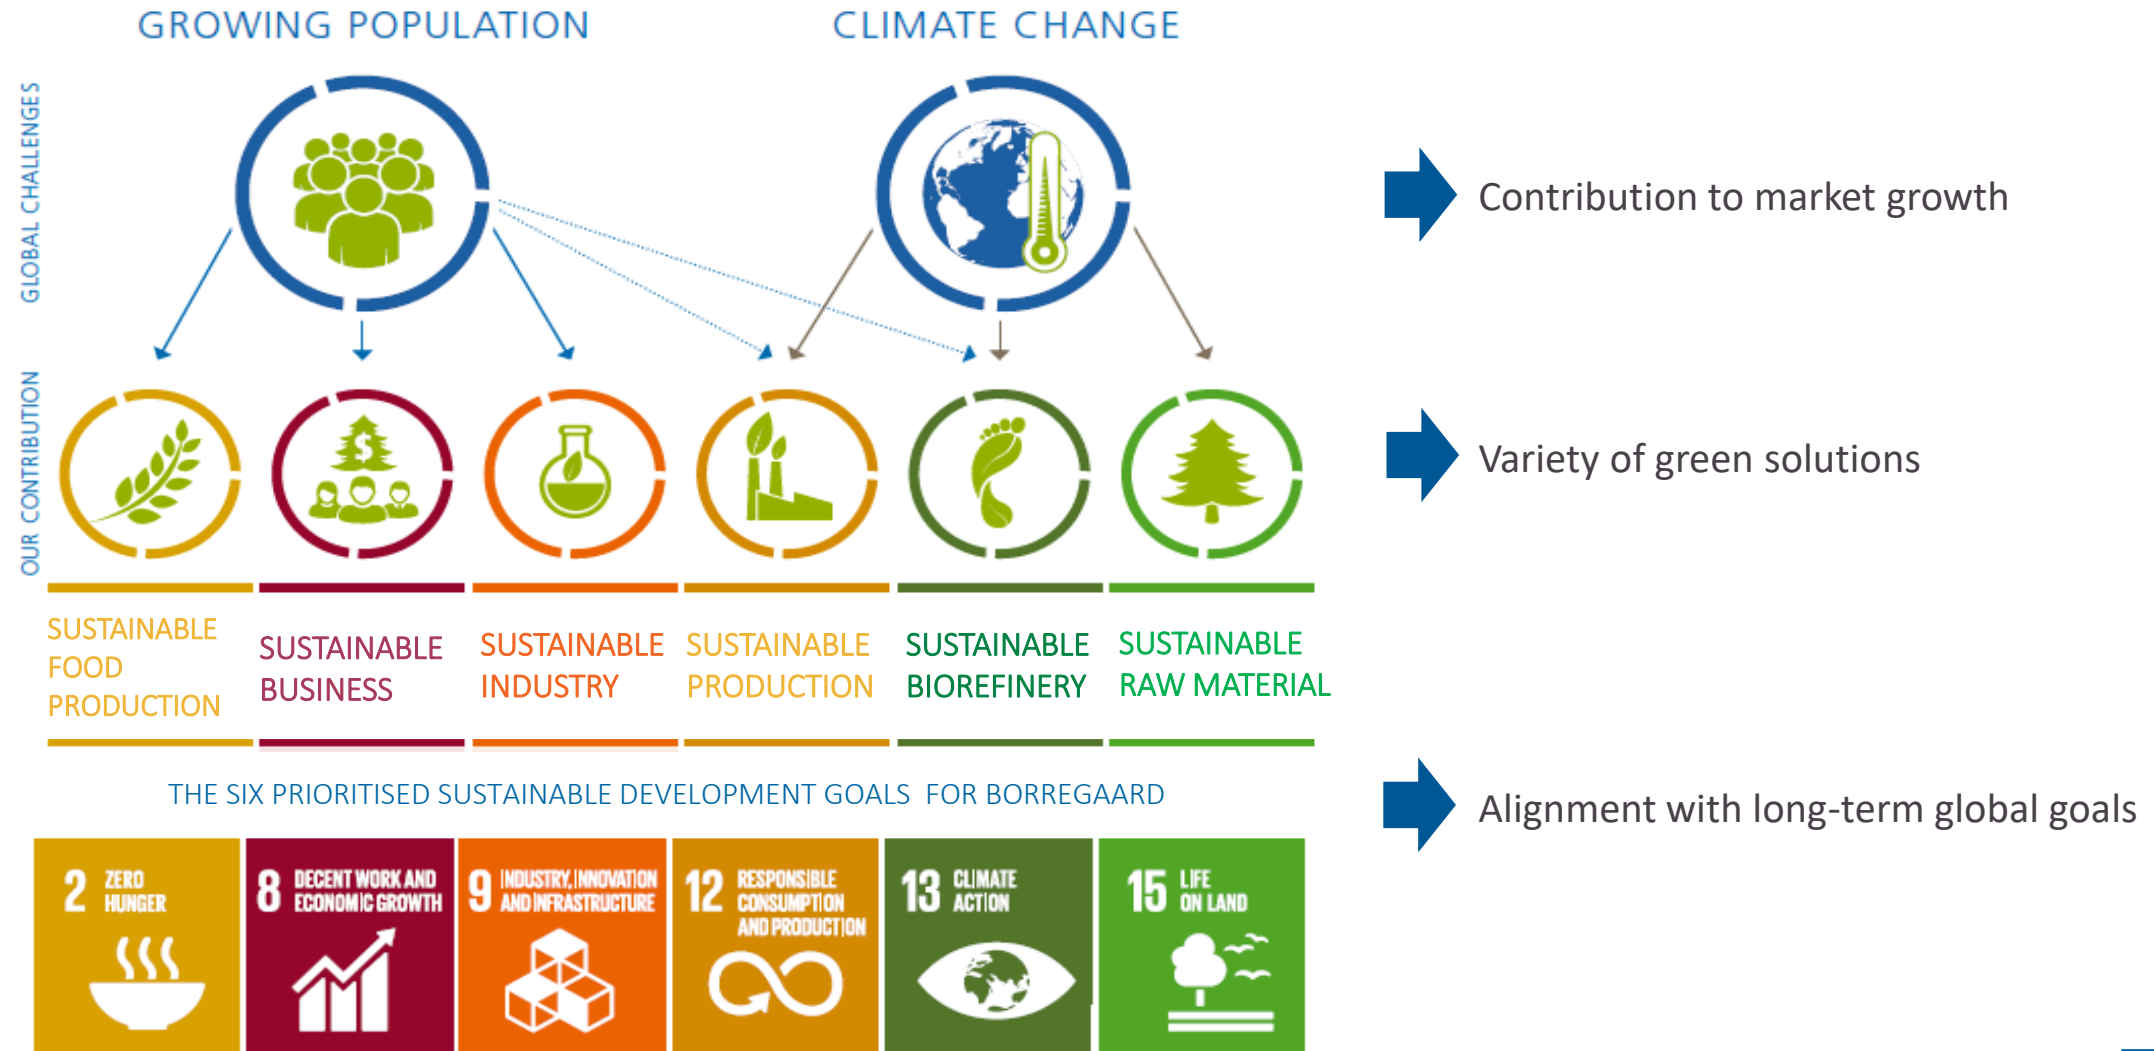 GROWING POPULATION
CLIMATE CHANGE
GLOBAL CHALLENGES
Contribution to market growth
OUR CONTRIBUTION
$
Variety of green solutions
SUSTAINABLE
FOOD
PRODUCTION
SUSTAINABLE
BUSINESS
SUSTAINABLE
INDUSTRY
SUSTAINABLE
PRODUCTION
SUSTAINABLE
BIOREFINERY
SUSTAINABLE
RAW MATERIAL
THE SIX PRIORITISED SUSTAINABLE DEVELOPMENT GOALS FOR BORREGAARD
Alignment with long-term global goals
2 ZERO
HUNGER
8 DECENT WORK AND
ECONOMIC GROWTH
9 INDUSTRY, INNOVATION
AND INFRASTRUCTURE
12 RESPONSIBLE
CONSUMPTION
AND PRODUCTION
13 CLIMATE
ACTION
15 LIFE
ON LAND